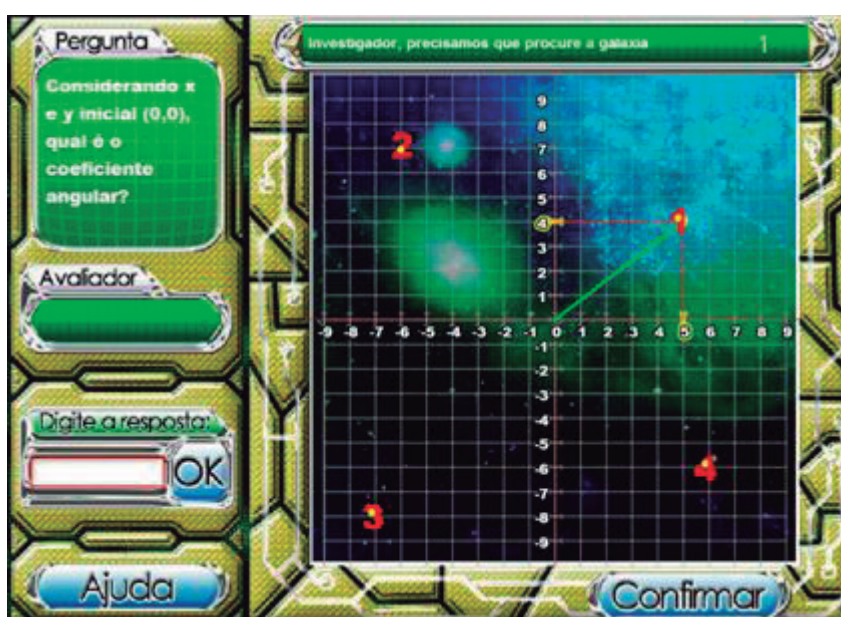 Pergunta
Considerando x
e y inicial (0,0),
qual é o
coeficiente
angular?
Avaliador
Digite a resposta:
OK
Ajuda
Investigador, precisamos que procure a galaxia 1
9
8
7
6
5
4
3
2
1
-9 -8 -7 -6 -5 -4 -3 -2 -1 0 1 2 3 4 5 6 7 8 9
-1
-2
-3
-4
-5
-6
-7
-8
-9
2
1
4
3
Confirmar